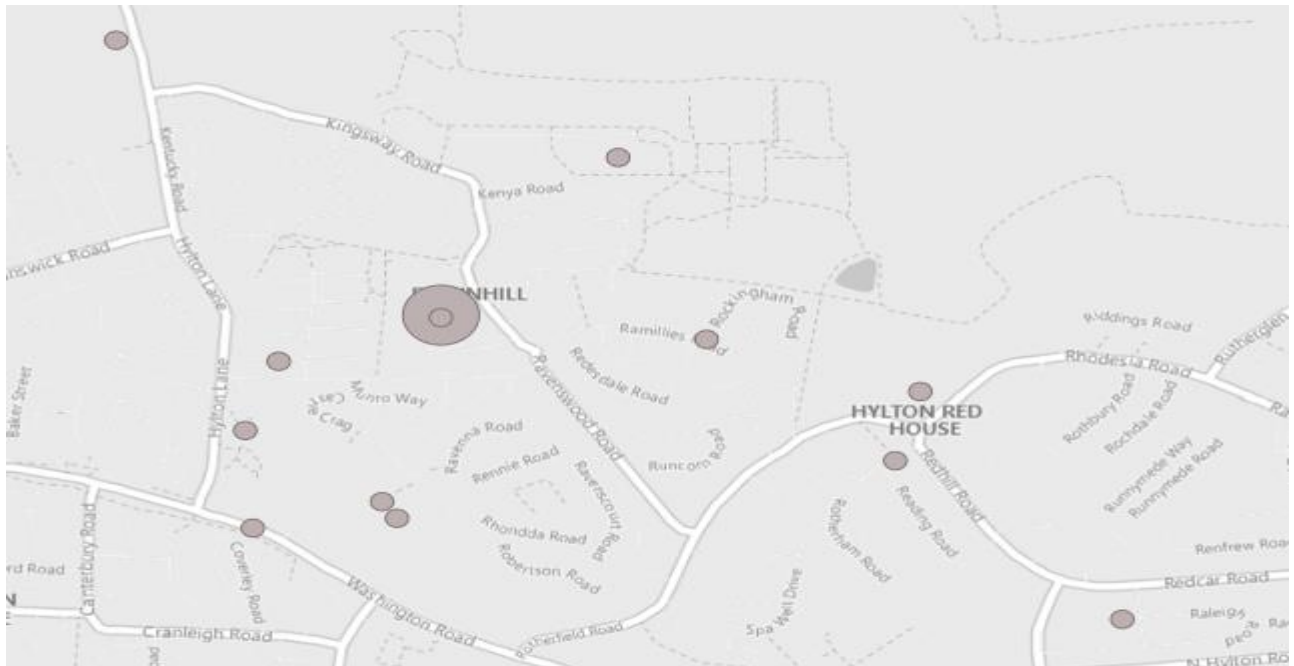 Kingsway Road
Kentucky Road
Kenya Road
nswick Road
Hylton Lane
NHILL
Rockingham
Road
Ramillies
Riddings Road
Rutherglen
Rhodesia Road
Ravenswood Road
Redesdale Road
Munro Way
Crag
Hylton Lane
Baker Street
HYLTON RED
HOUSE
Rothbury Road
Rochdale Road
Runnymede Way
Runnymede Road
Ravenna Road
Rennie Road
Runcorn Road
Ravenscourt Road
Redhill Road
Reading Road
Rotherham Road
Rhondda Road
Robertson Road
Renfrew Road
Canterbury Road
Coverley Road
rd Road
Washington Road
Redcar Road
Spa Well Drive
Raleigh
Road
Cranleigh Road
Rotherfield Road
N Hylton Ro